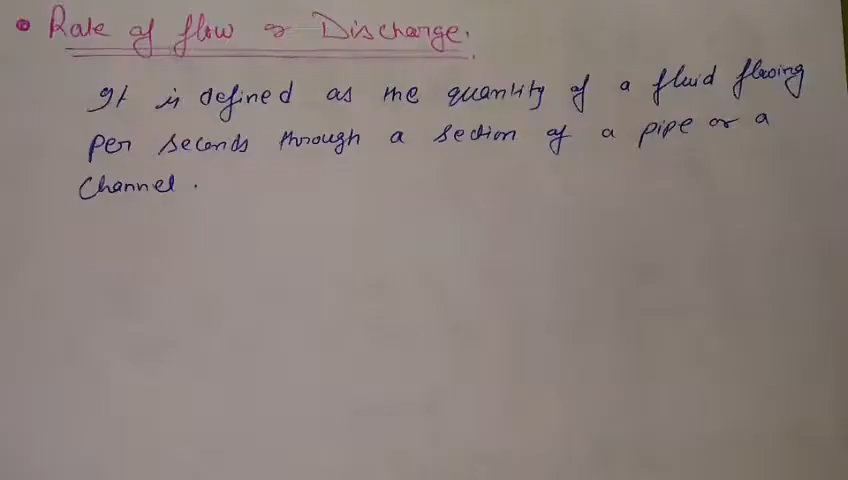 • Rate of flow or Discharge.
It is defined as the quantity of a fluid flowing
per seconds through a section of a pipe or a
Channel.